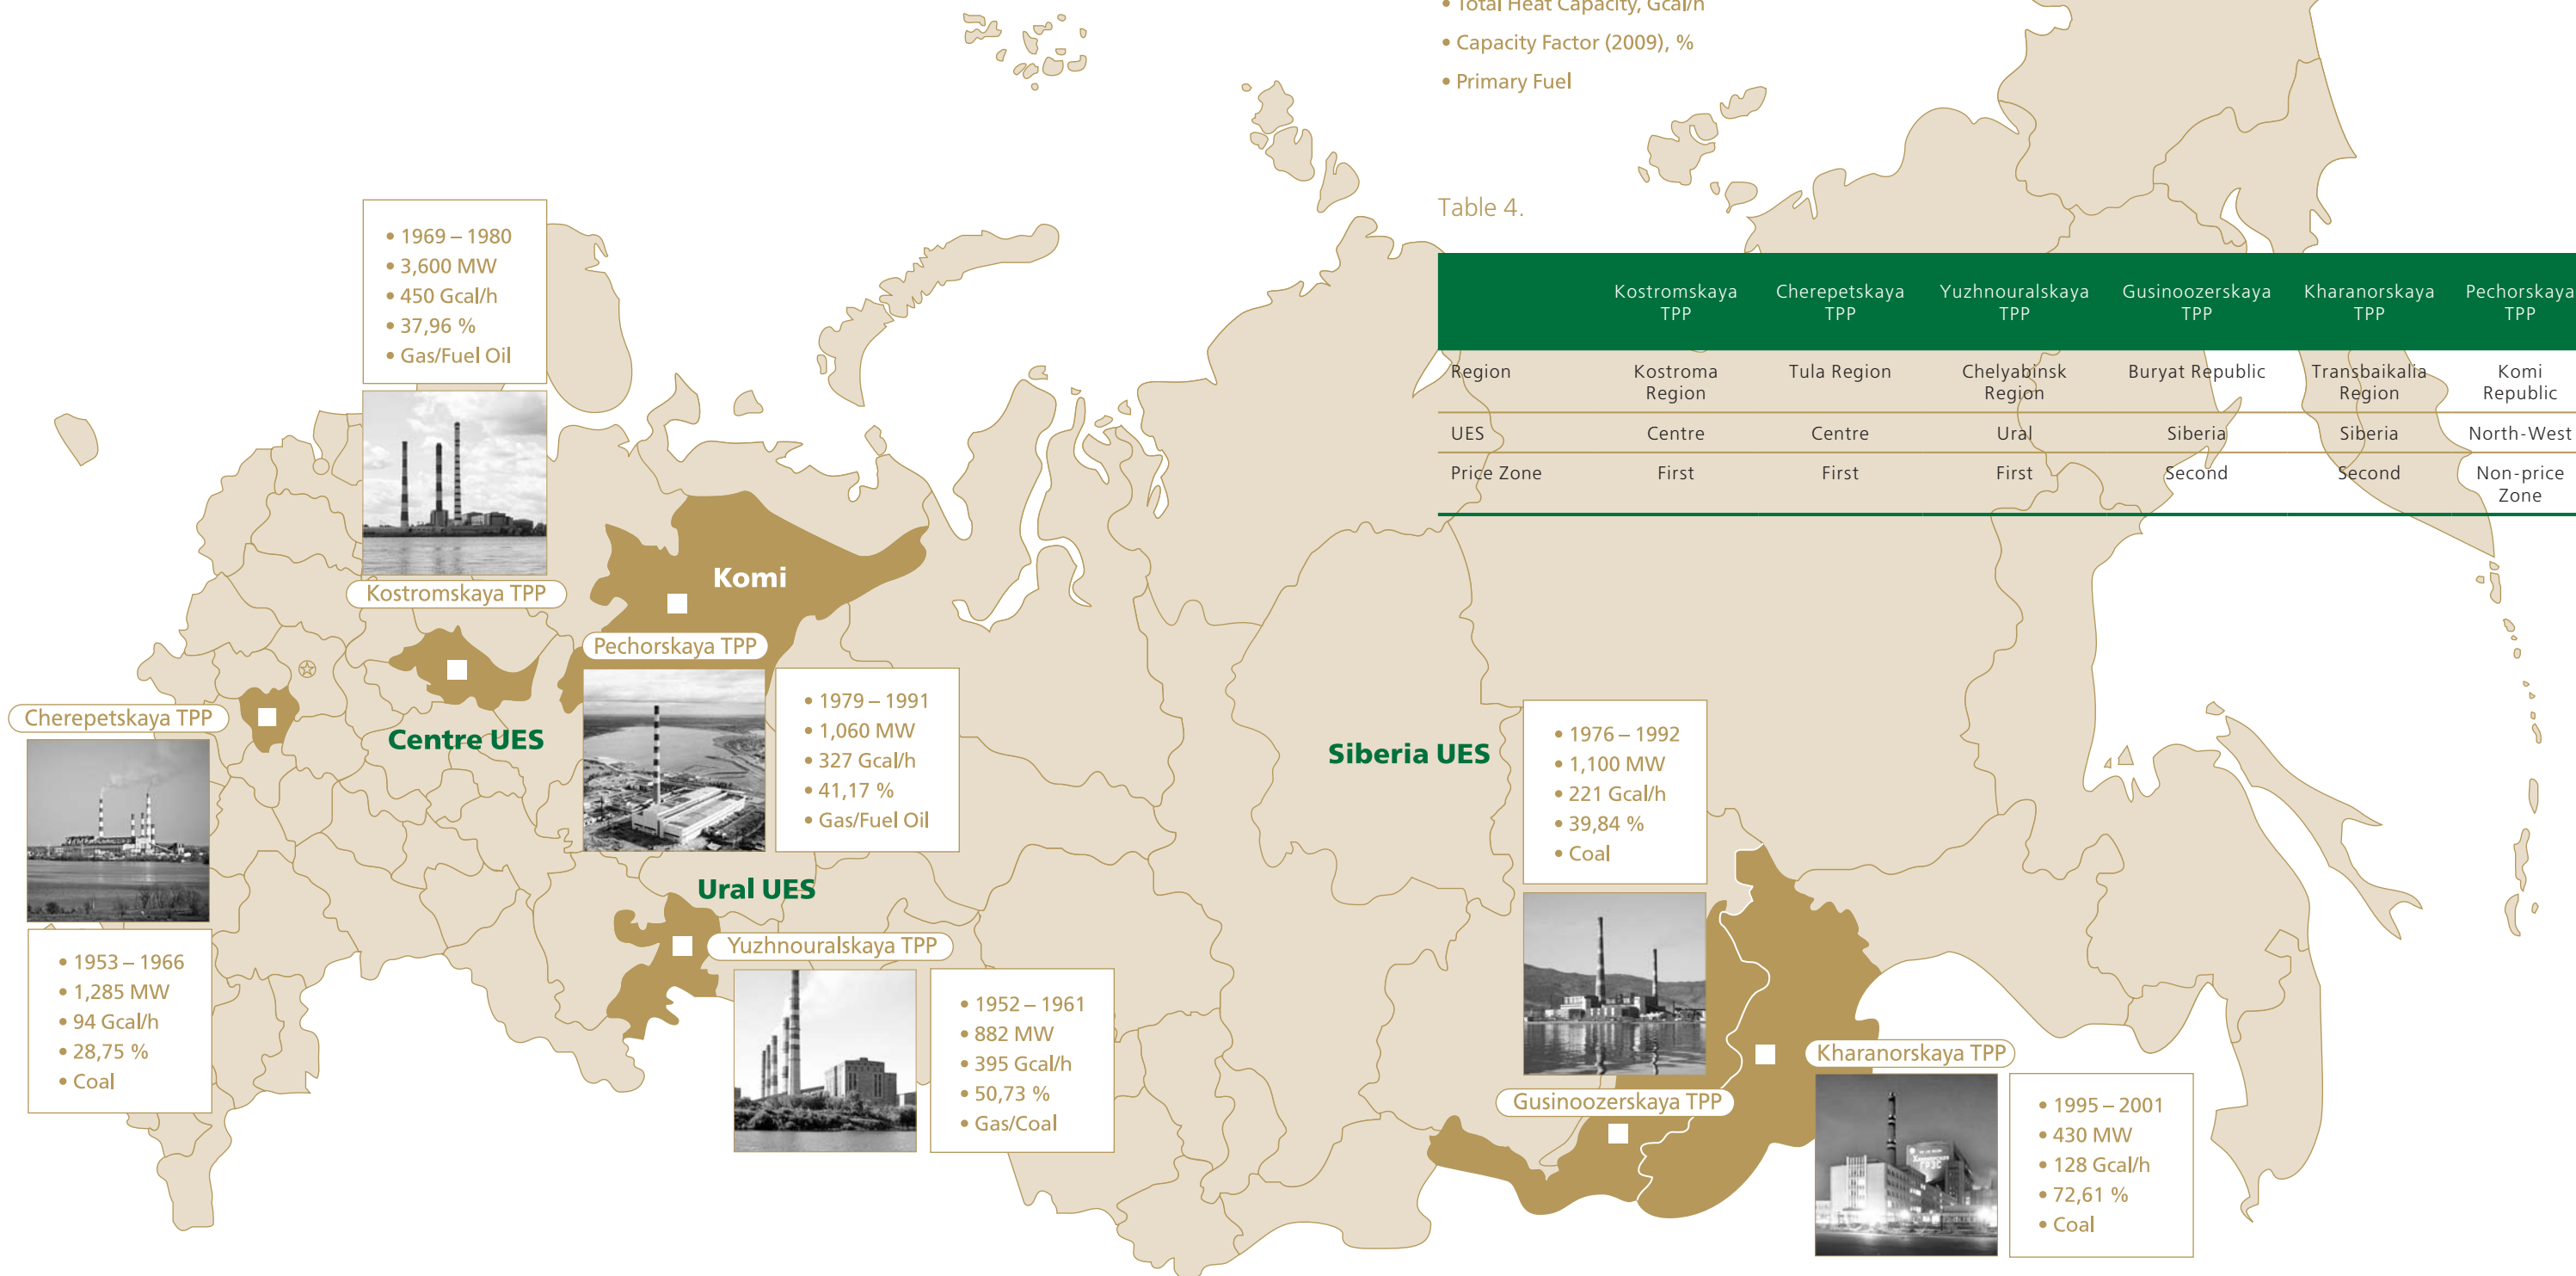 • Total Heat Capacity, Gcal/h
• Capacity Factor (2009), %
• Primary Fuel
Table 4.
Kostromskaya TPP
Cherepetskaya TPP
Yuzhnouralskaya TPP
Gusinoozerskaya TPP
Kharanorskaya TPP
Pechorskaya TPP
Region
Kostroma Region
Tula Region
Chelyabinsk Region
Buryat Republic
Transbaikalia Region
Komi Republic
UES
Centre
Centre
Ural
Siberia
Siberia
North-West
Price Zone
First
First
First
Second
Second
Non-price Zone
• 1969 – 1980
• 3,600 MW
• 450 Gcal/h
• 37,96 %
• Gas/Fuel Oil
Kostromskaya TPP
Komi
Pechorskaya TPP
• 1979 – 1991
• 1,060 MW
• 327 Gcal/h
• 41,17 %
• Gas/Fuel Oil
Cherepetskaya TPP
• 1953 – 1966
• 1,285 MW
• 94 Gcal/h
• 28,75 %
• Coal
Centre UES
Ural UES
Yuzhnouralskaya TPP
• 1952 – 1961
• 882 MW
• 395 Gcal/h
• 50,73 %
• Gas/Coal
Siberia UES
• 1976 – 1992
• 1,100 MW
• 221 Gcal/h
• 39,84 %
• Coal
Gusinoozerskaya TPP
Kharanorskaya TPP
ГРЭС
• 1995 – 2001
• 430 MW
• 128 Gcal/h
• 72,61 %
• Coal